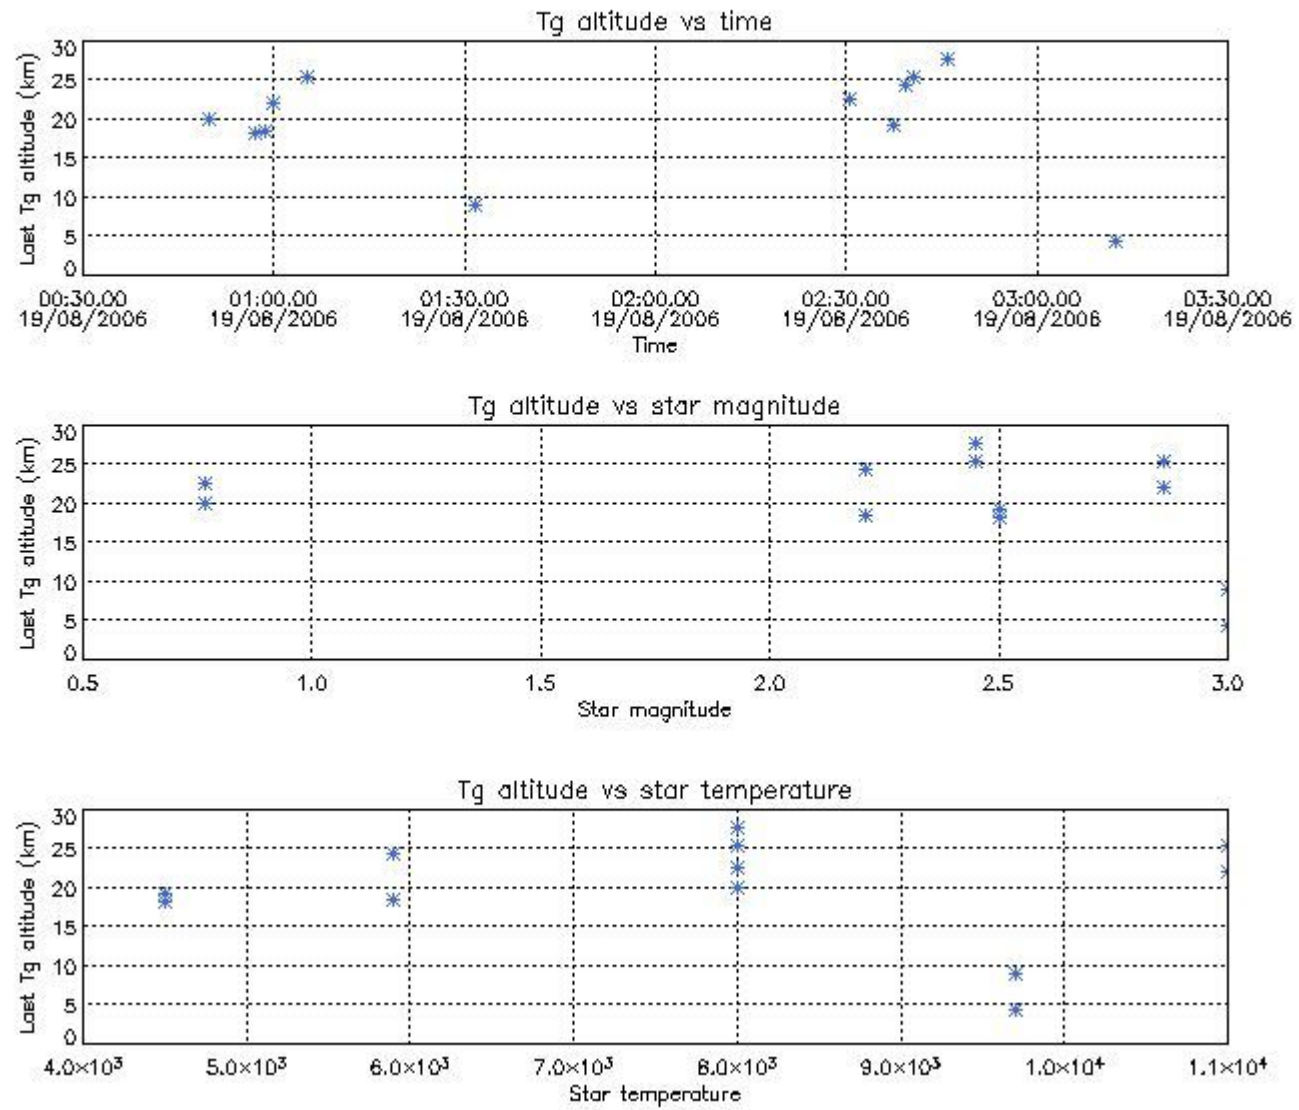 Tg altitude vs time
Last Tg altitude (km)
30
25
20
15
10
5
0
00:30.00 01:00.00 01:30.00 02:00.00 02:30.00 03:00.00 03:30.00
19/08/2006 19/08/2006 19/08/2006 19/08/2006 19/08/2006 19/08/2006 19/08/2006
Time
Tg altitude vs star magnitude
Last Tg altitude (km)
30
25
20
15
10
5
0
0.5 1.0 1.5 2.0 2.5 3.0
Star magnitude
Tg altitude vs star temperature
Last Tg altitude (km)
30
25
20
15
10
5
0
4.0×10³ 5.0×10³ 6.0×10³ 7.0×10³ 8.0×10³ 9.0×10³ 1.0×10⁴ 1.1×10⁴
Star temperature